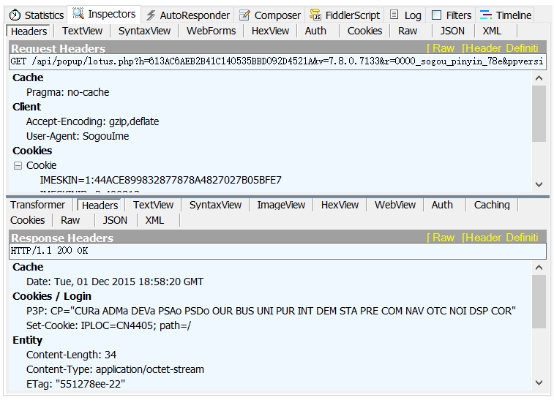 Statistics Inspectors AutoResponder Composer FiddlerScript Log Filters Timeline
Headers TextView SyntaxView WebForms HexView Auth Cookies Raw JSON XML
Request Headers [ Raw [Header Definiti
GET /api/popup/lotus.php?h=613AC6AEB2B41C140535BBD092D4521A&v=7.8.0.7133&r=0000_sogou_pinyin_78e&ppversi
Cache
Pragma: no-cache
Client
Accept-Encoding: gzip,deflate
User-Agent: SogouIme
Cookies
Cookie
IMESKIN=1:44ACE899832877878A4827027B05BFE7
Transformer Headers TextView SyntaxView ImageView HexView WebView Auth Caching
Cookies Raw JSON XML
Response Headers [ Raw [Header Definiti
HTTP/1.1 200 OK
Cache
Date: Tue, 01 Dec 2015 18:58:20 GMT
Cookies / Login
P3P: CP="CURa ADMa DEVa PSAo PSDo OUR BUS UNI PUR INT DEM STA PRE COM NAV OTC NOI DSP COR"
Set-Cookie: IPLOC=CN4405; path=/
Entity
Content-Length: 34
Content-Type: application/octet-stream
ETag: "551278ee-22"